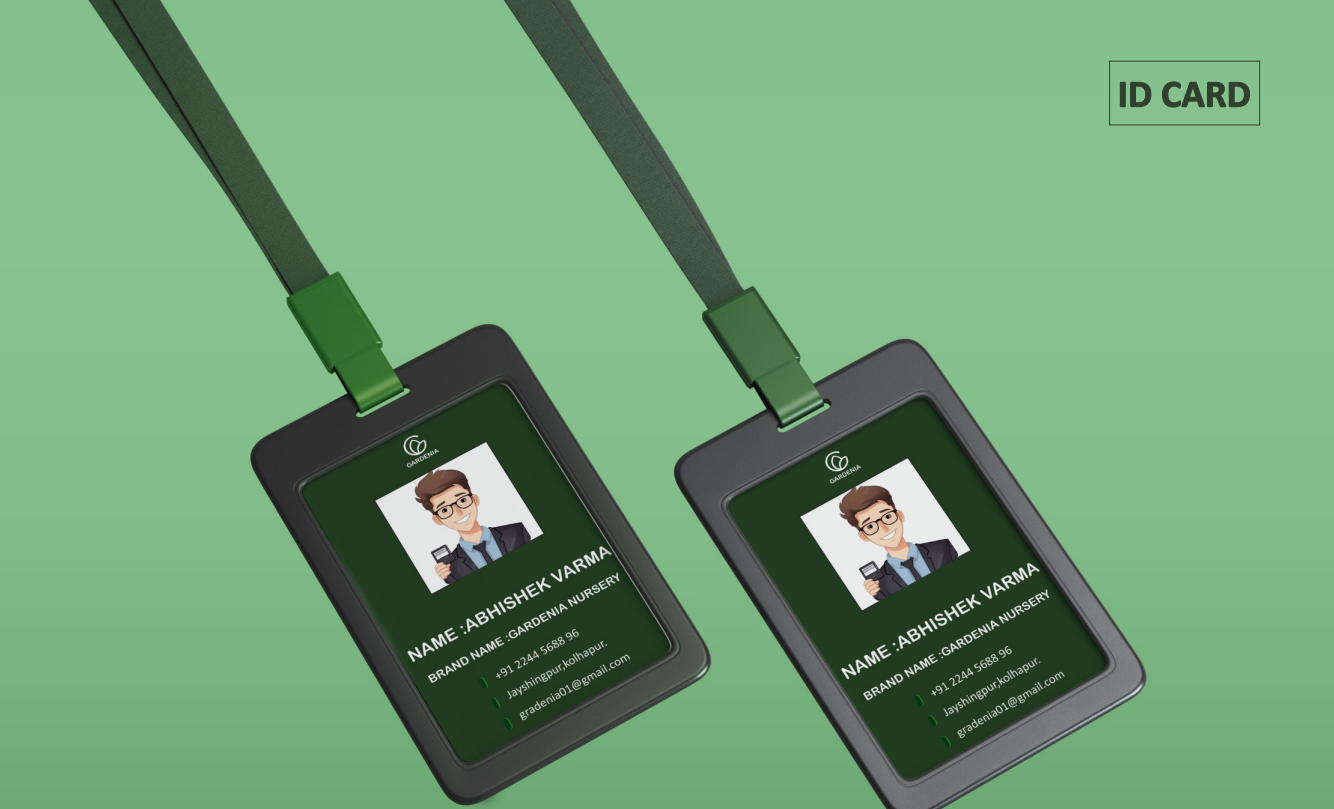 ID CARD
GARDENIA
NAME :ABHISHEK VARMA
BRAND NAME :GARDENIA NURSERY
+91 2244 5688 96
Jayshingpur,kolhapur.
gradenia01@gmail.com
GARDENIA
NAME :ABHISHEK VARMA
BRAND NAME :GARDENIA NURSERY
+91 2244 5688 96
Jayshingpur,kolhapur.
gradenia01@gmail.com